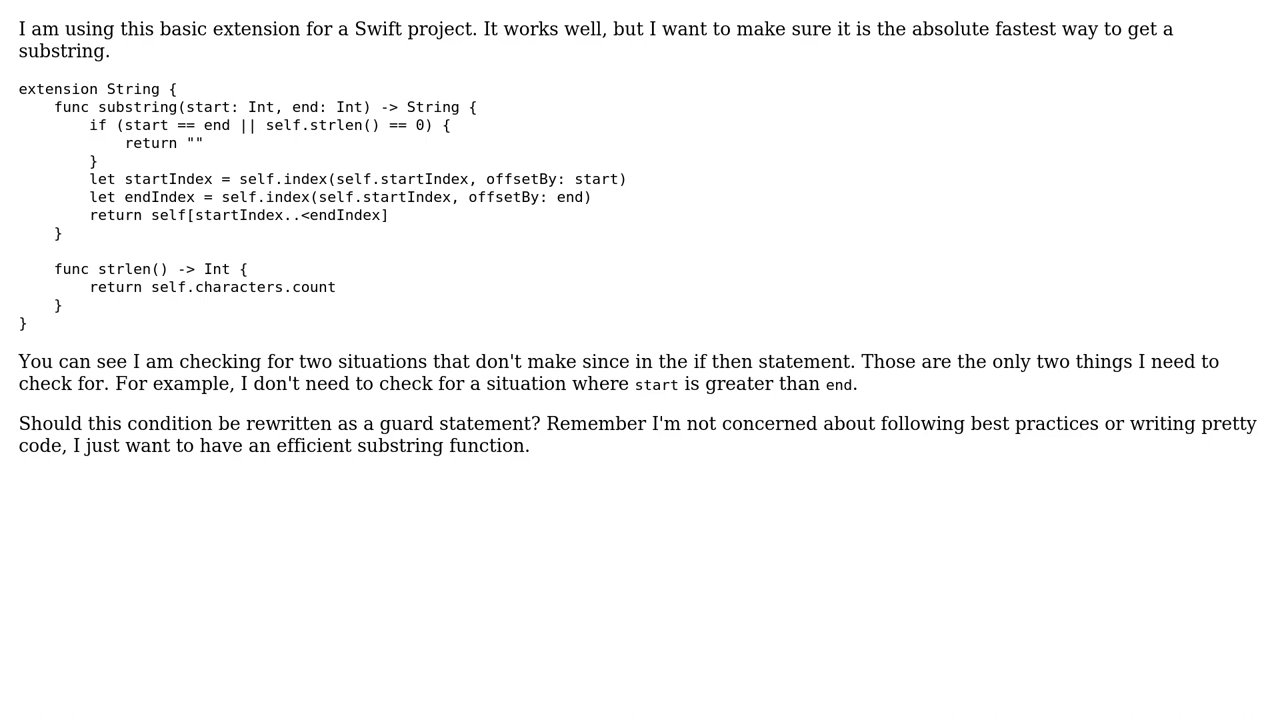 I am using this basic extension for a Swift project. It works well, but I want to make sure it is the absolute fastest way to get a
substring.
extension String {
    func substring(start: Int, end: Int) -> String {
        if (start == end || self.strlen() == 0) {
            return ""
        }
        let startIndex = self.index(self.startIndex, offsetBy: start)
        let endIndex = self.index(self.startIndex, offsetBy: end)
        return self[startIndex..<endIndex]
    }

    func strlen() -> Int {
        return self.characters.count
    }
}
You can see I am checking for two situations that don't make since in the if then statement. Those are the only two things I need to
check for. For example, I don't need to check for a situation where start is greater than end.
Should this condition be rewritten as a guard statement? Remember I'm not concerned about following best practices or writing pretty
code, I just want to have an efficient substring function.